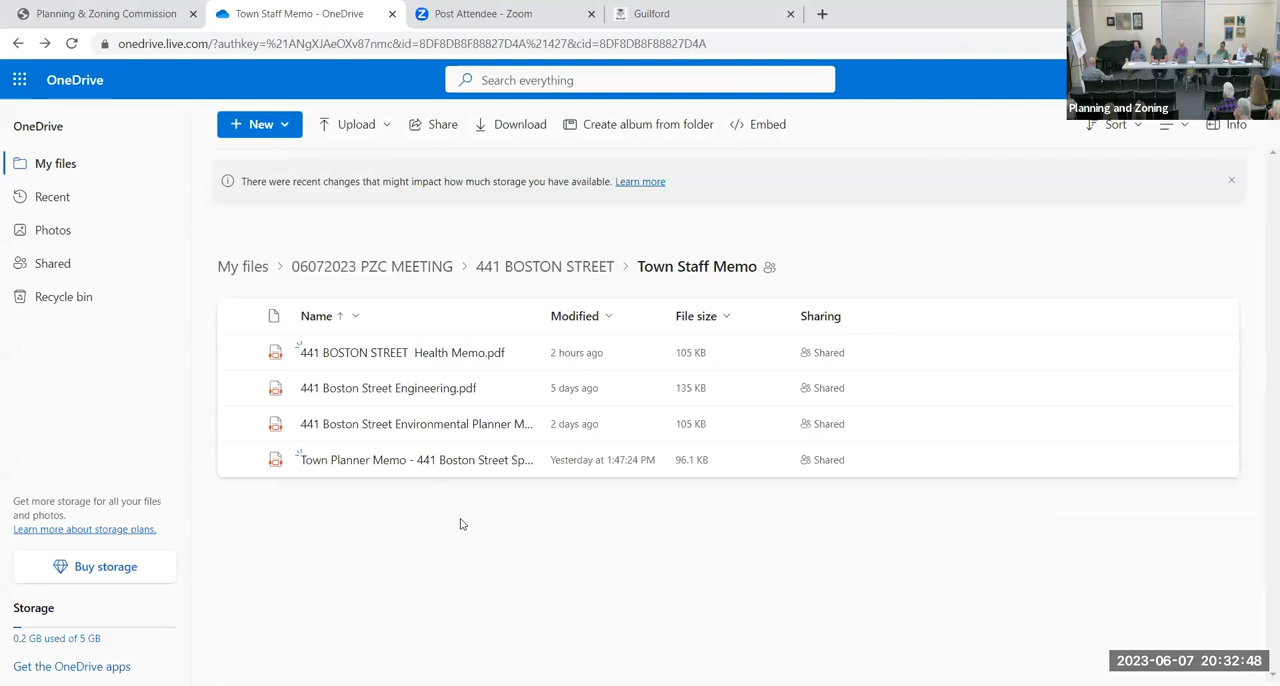 Planning & Zoning Commission
Town Staff Memo - OneDrive
Post Attendee - Zoom
Guilford
onedrive.live.com/?authkey=%21ANgXJAeOXv87nmc&id=8DF8DB8F88827D4A%21427&cid=8DF8DB8F88827D4A
OneDrive
Search everything
Planning and Zoning
OneDrive
New
Upload
Share
Download
Create album from folder
Embed
Sort
Info
My files
Recent
Photos
Shared
Recycle bin
There were recent changes that might impact how much storage you have available. Learn more
My files > 06072023 PZC MEETING > 441 BOSTON STREET > Town Staff Memo
Name Modified File size Sharing
441 BOSTON STREET Health Memo.pdf 2 hours ago 105 KB Shared
441 Boston Street Engineering.pdf 5 days ago 135 KB Shared
441 Boston Street Environmental Planner M... 2 days ago 105 KB Shared
Town Planner Memo - 441 Boston Street Sp... Yesterday at 1:47:24 PM 96.1 KB Shared
Get more storage for all your files
and photos.
Learn more about storage plans.
Buy storage
Storage
0.2 GB used of 5 GB
Get the OneDrive apps
2023-06-07 20:32:48